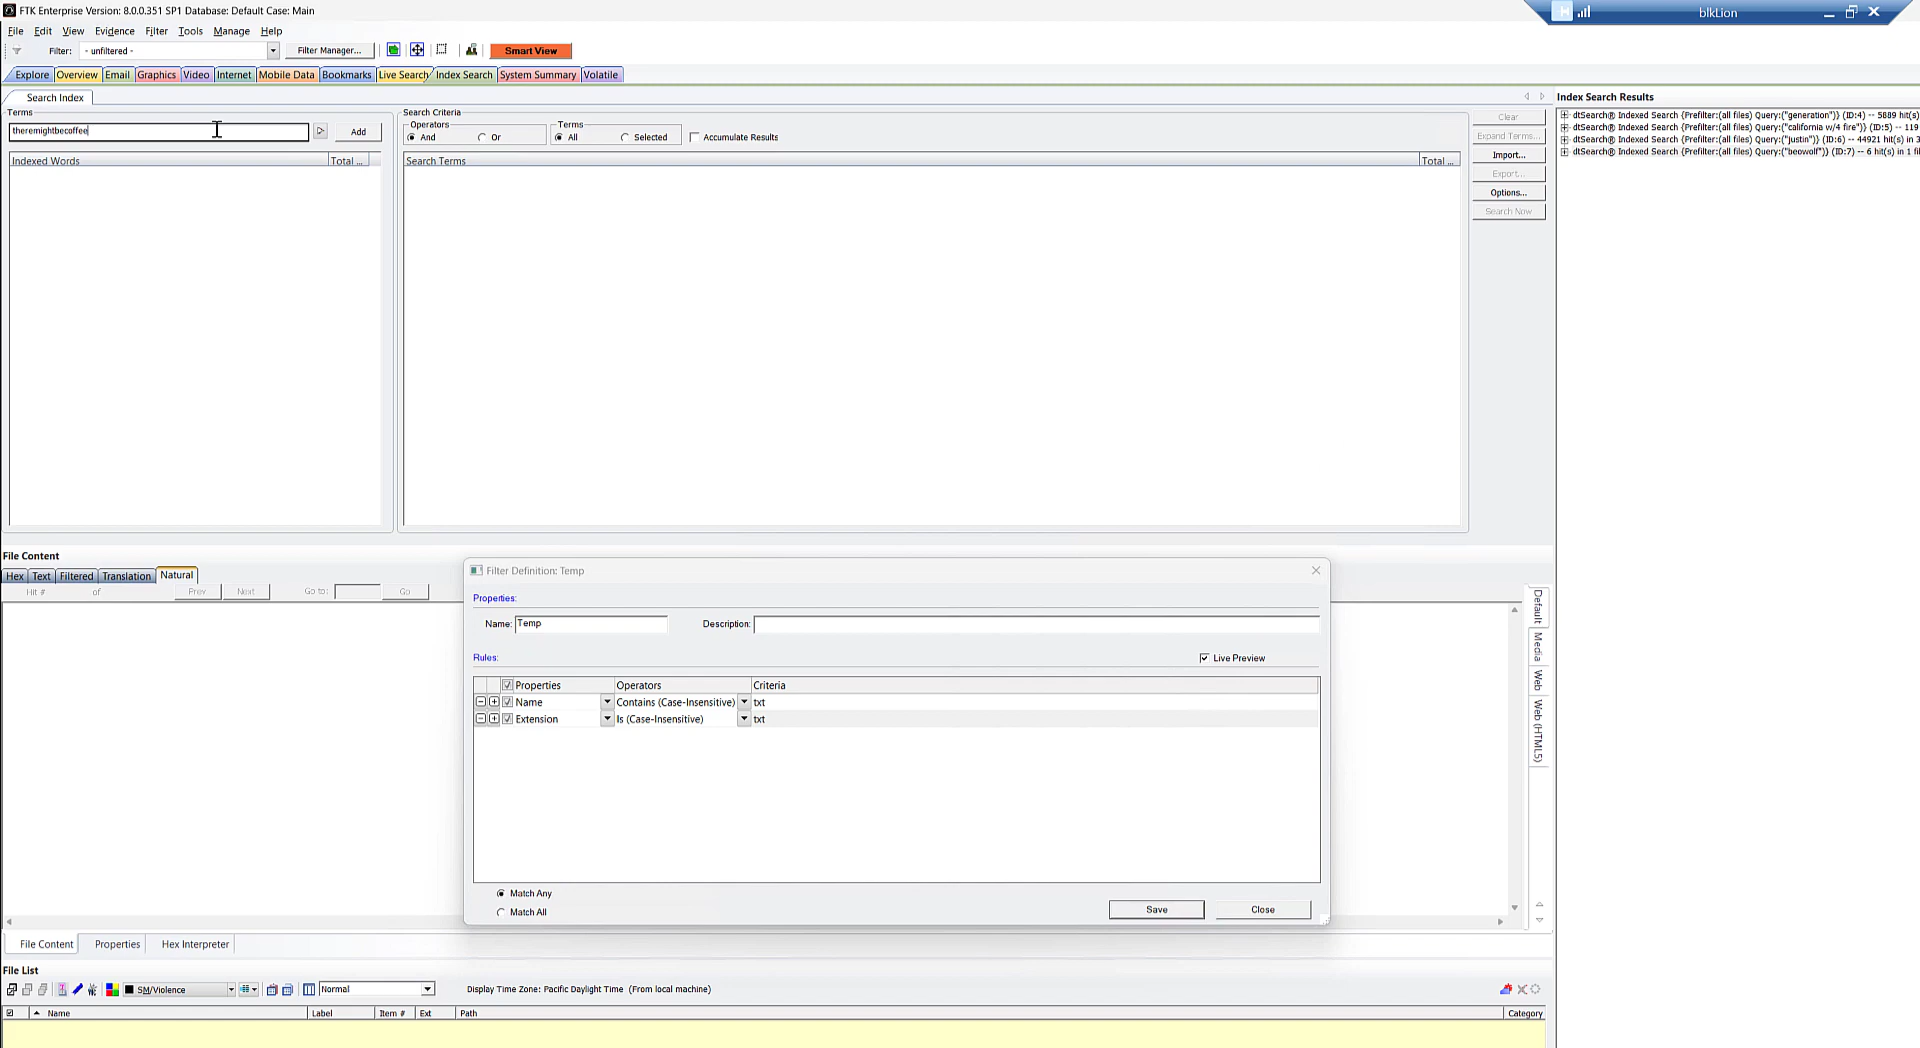 FTK Enterprise Version: 8.0.0.351 SP1 Database: Default Case: Main
blkLion
File Edit View Evidence Filter Tools Manage Help
Filter: - unfiltered - Filter Manager... Smart View
Explore Overview Email Graphics Video Internet Mobile Data Bookmarks Live Search Index Search System Summary Volatile
Search Index
Terms
theremightbecoffee
Add
Indexed Words Total ...
Search Criteria
Operators
And Or
Terms
All Selected
Accumulate Results
Search Terms Total ...
Clear
Expand Terms...
Import...
Export...
Options...
Search Now
Index Search Results
dtSearch® Indexed Search {Prefilter:(all files) Query:("generation")} (ID:4) -- 5889 hit(s)
dtSearch® Indexed Search {Prefilter:(all files) Query:("california w/4 fire")} (ID:5) -- 119
dtSearch® Indexed Search {Prefilter:(all files) Query:("justin")} (ID:6) -- 44921 hit(s) in 3
dtSearch® Indexed Search {Prefilter:(all files) Query:("beowolf")} (ID:7) -- 6 hit(s) in 1 fil
File Content
Hex Text Filtered Translation Natural
Hit # of Prev Next Go to: Go
Default
Media
Web
Web (HTML5)
Filter Definition: Temp
Properties:
Name: Temp Description:
Rules: Live Preview
Properties Operators Criteria
Name Contains (Case-Insensitive) txt
Extension Is (Case-Insensitive) txt
Match Any
Match All
Save Close
File Content Properties Hex Interpreter
File List
SM/Violence Normal Display Time Zone: Pacific Daylight Time (From local machine)
Name Label Item # Ext Path Category